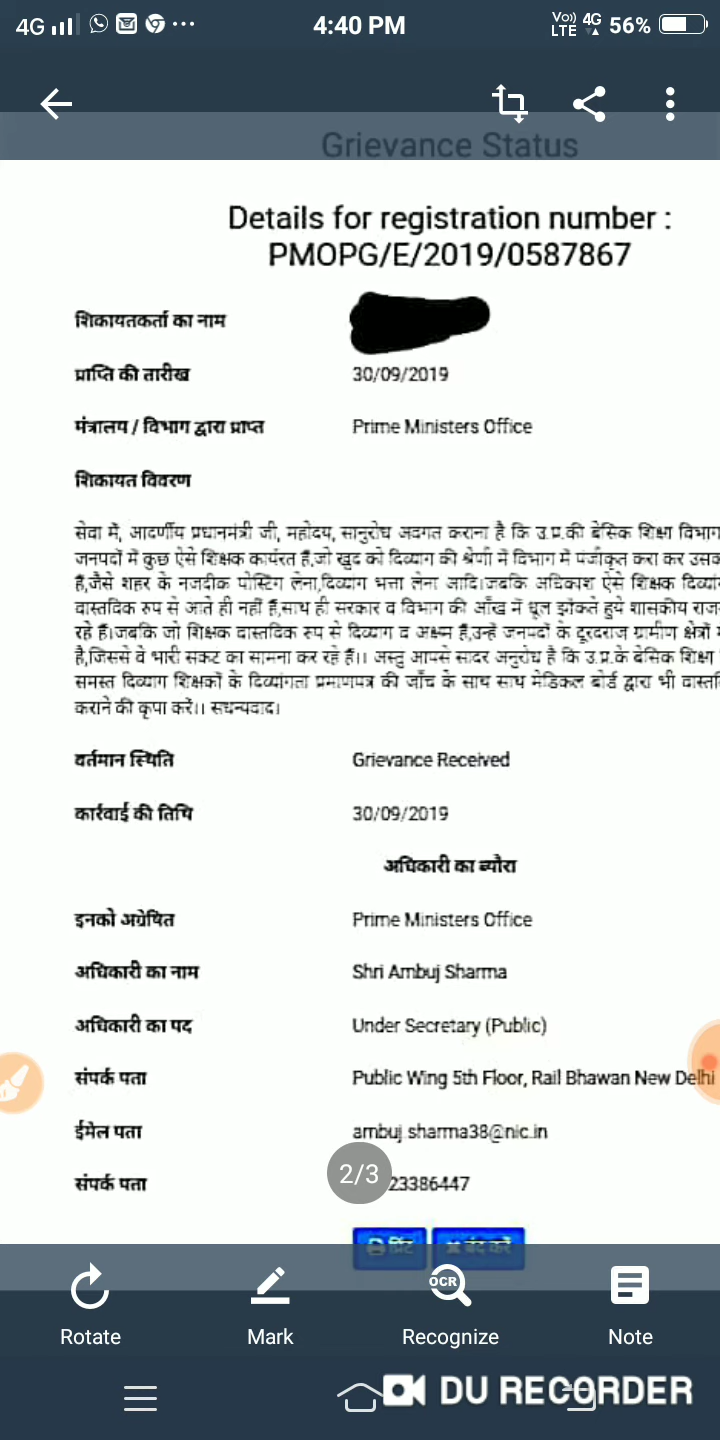 4G
4:40 PM
Vo)) LTE 4G 56%
Grievance Status
Details for registration number :
PMOPG/E/2019/0587867
शिकायतकर्ता का नाम
प्राप्ति की तारीख 30/09/2019
मंत्रालय / विभाग द्वारा प्राप्त Prime Ministers Office
शिकायत विवरण
सेवा में, आदर्णीय प्रधानमंत्री जी, महोदय, सानुरोध अवगत कराना है कि उ.प्र.की बेसिक शिक्षा विभाग
जनपदों में कुछ ऐसे शिक्षक कार्यरत हैं,जो खुद को दिव्याग की श्रेणी में विभाग में पंजीकृत करा कर उसक
हैं,जैसे शहर के नजदीक पोस्टिंग लेना,दिव्यांग भत्ता लेना आदि।जबकि अधिकाश ऐसे शिक्षक दिव्यां
वास्तविक रुप से आते ही नहीं हैं,साथ ही सरकार व विभाग की आँख में धूल झोंकते हुये शासकीय राज
रहे हैं।जबकि जो शिक्षक वास्तविक रूप से दिव्याग व अक्ष्म हैं,उन्हें जनपदों के दूरदराज ग्रामीण क्षेत्रों म
है,जिससे वे भारी सकट का सामना कर रहे हैं।। अस्तु आपसे सादर अनुरोध है कि उ.प्र.के बेसिक शिक्षा
समस्त दिव्याग शिक्षकों के दिव्यांगता प्रमाणपत्र की जाँच के साथ साथ मेडिकल बोर्ड द्वारा भी वास्तवि
कराने की कृपा करें।। सधन्यवाद।
वर्तमान स्थिति Grievance Received
कार्रवाई की तिथि 30/09/2019
अधिकारी का ब्यौरा
इनको अग्रेषित Prime Ministers Office
अधिकारी का नाम Shri Ambuj Sharma
अधिकारी का पद Under Secretary (Public)
संपर्क पता Public Wing 5th Floor, Rail Bhawan New Delhi
ईमेल पता ambuj.sharma38@nic.in
2/3
संपर्क पता 23386447
प्रिंट बंद करें
OCR
Rotate Mark Recognize Note
DU RECORDER